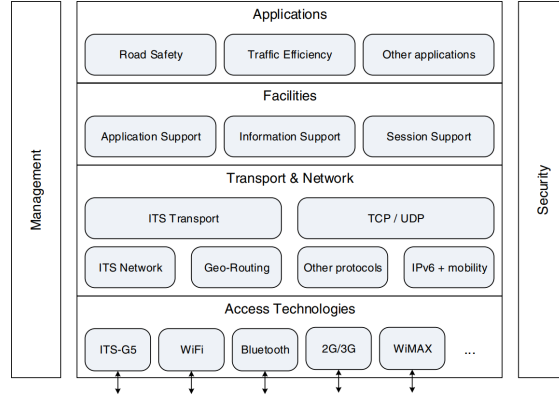 Management
Applications
Road Safety
Traffic Efficiency
Other applications
Facilities
Application Support
Information Support
Session Support
Transport & Network
ITS Transport
TCP / UDP
ITS Network
Geo-Routing
Other protocols
IPv6 + mobility
Access Technologies
ITS-G5
WiFi
Bluetooth
2G/3G
WiMAX
...
Security